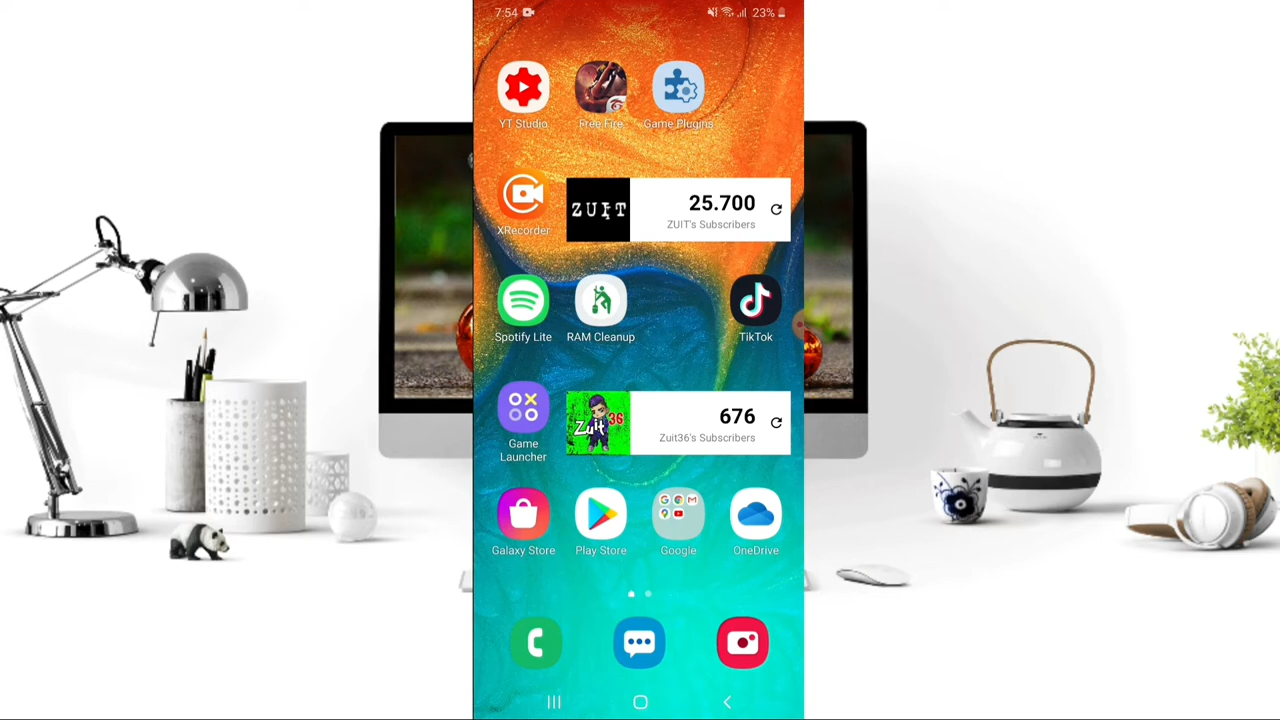 7:54
23%
YT Studio
Free Fire
Game Plugins
XRecorder
ZUIT
25.700
ZUIT's Subscribers
Spotify Lite
RAM Cleanup
TikTok
Game
Launcher
Zuit36
676
Zuit36's Subscribers
Galaxy Store
Play Store
Google
OneDrive